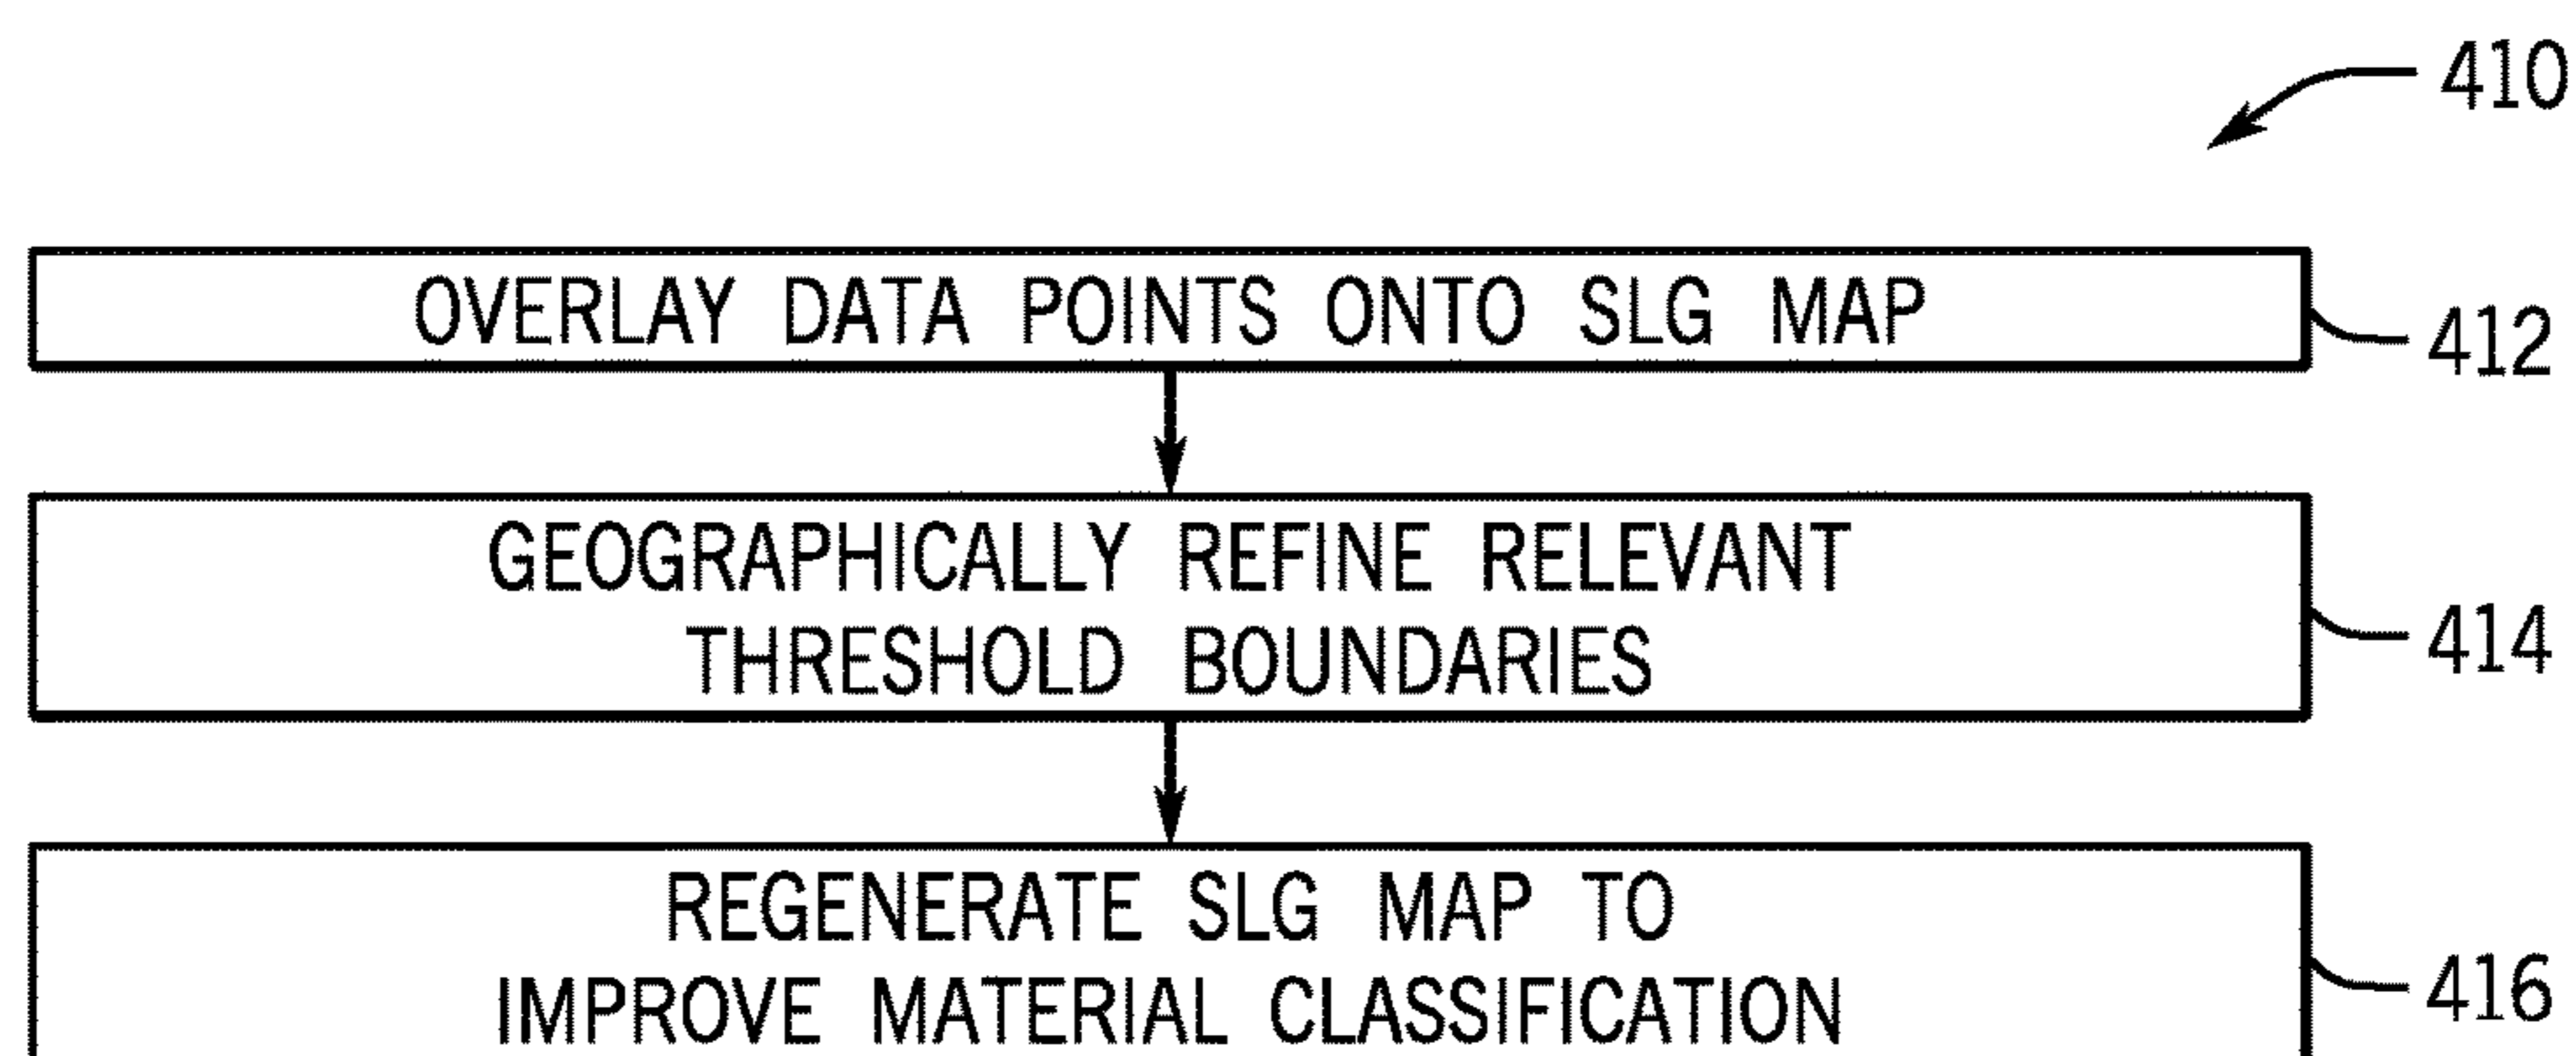 410
OVERLAY DATA POINTS ONTO SLG MAP
412
GEOGRAPHICALLY REFINE RELEVANT
THRESHOLD BOUNDARIES
414
REGENERATE SLG MAP TO
IMPROVE MATERIAL CLASSIFICATION
416